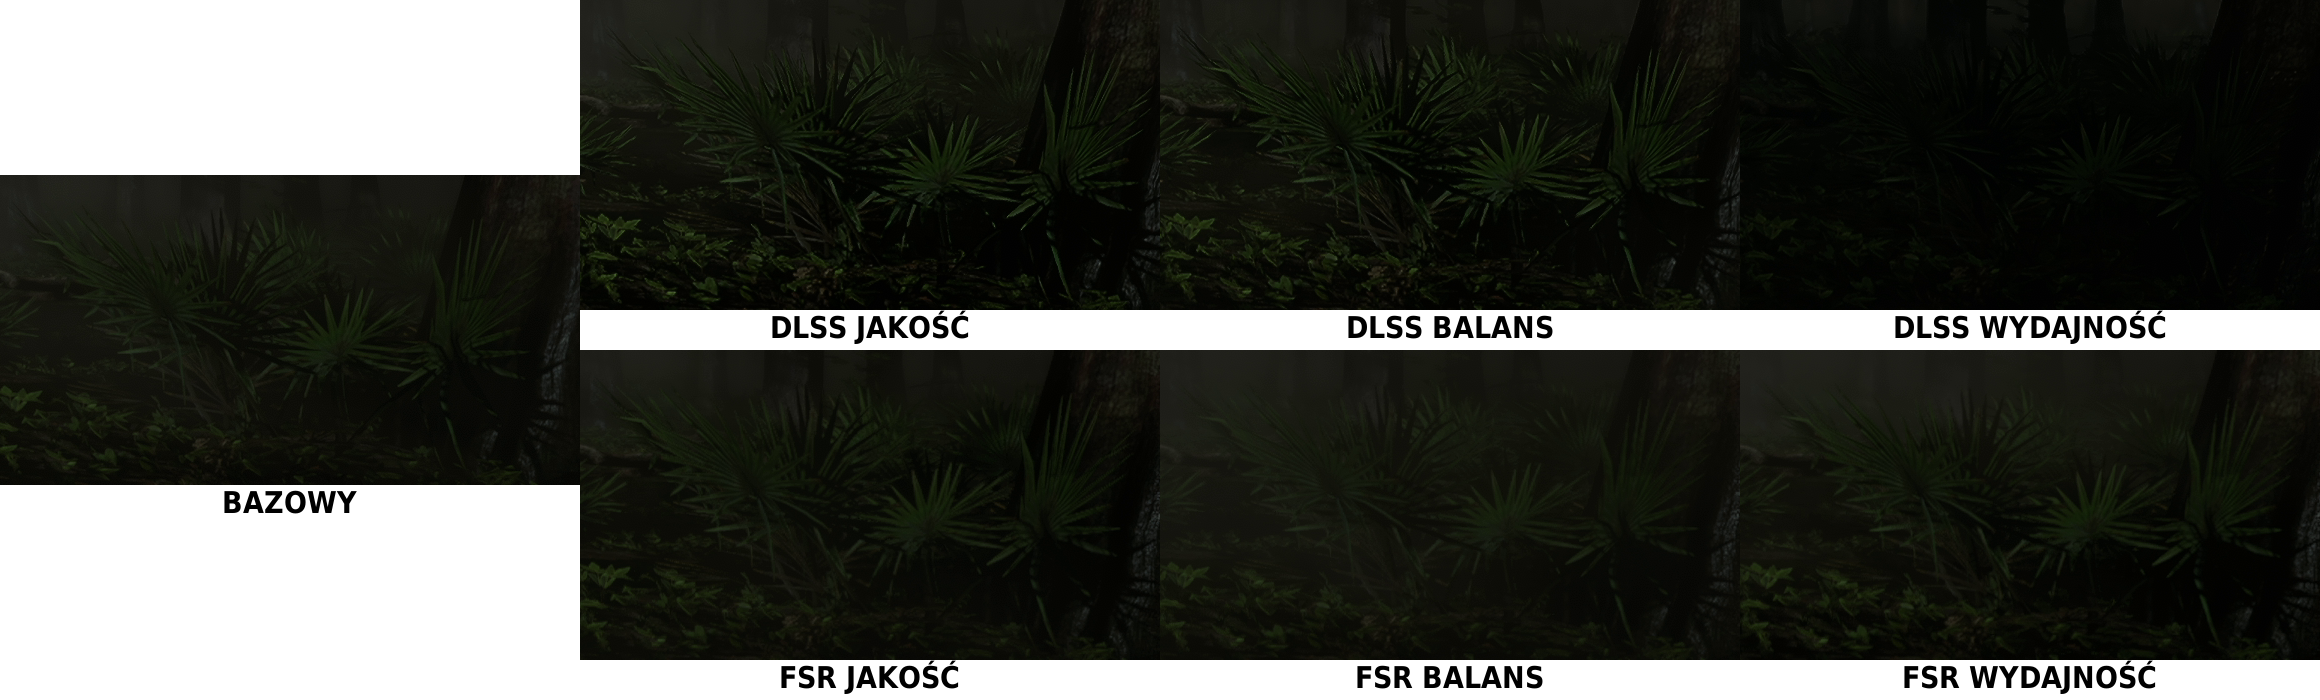 DLSS JAKOŚĆ
DLSS BALANS
DLSS WYDAJNOŚĆ
BAZOWY
FSR JAKOŚĆ
FSR BALANS
FSR WYDAJNOŚĆ